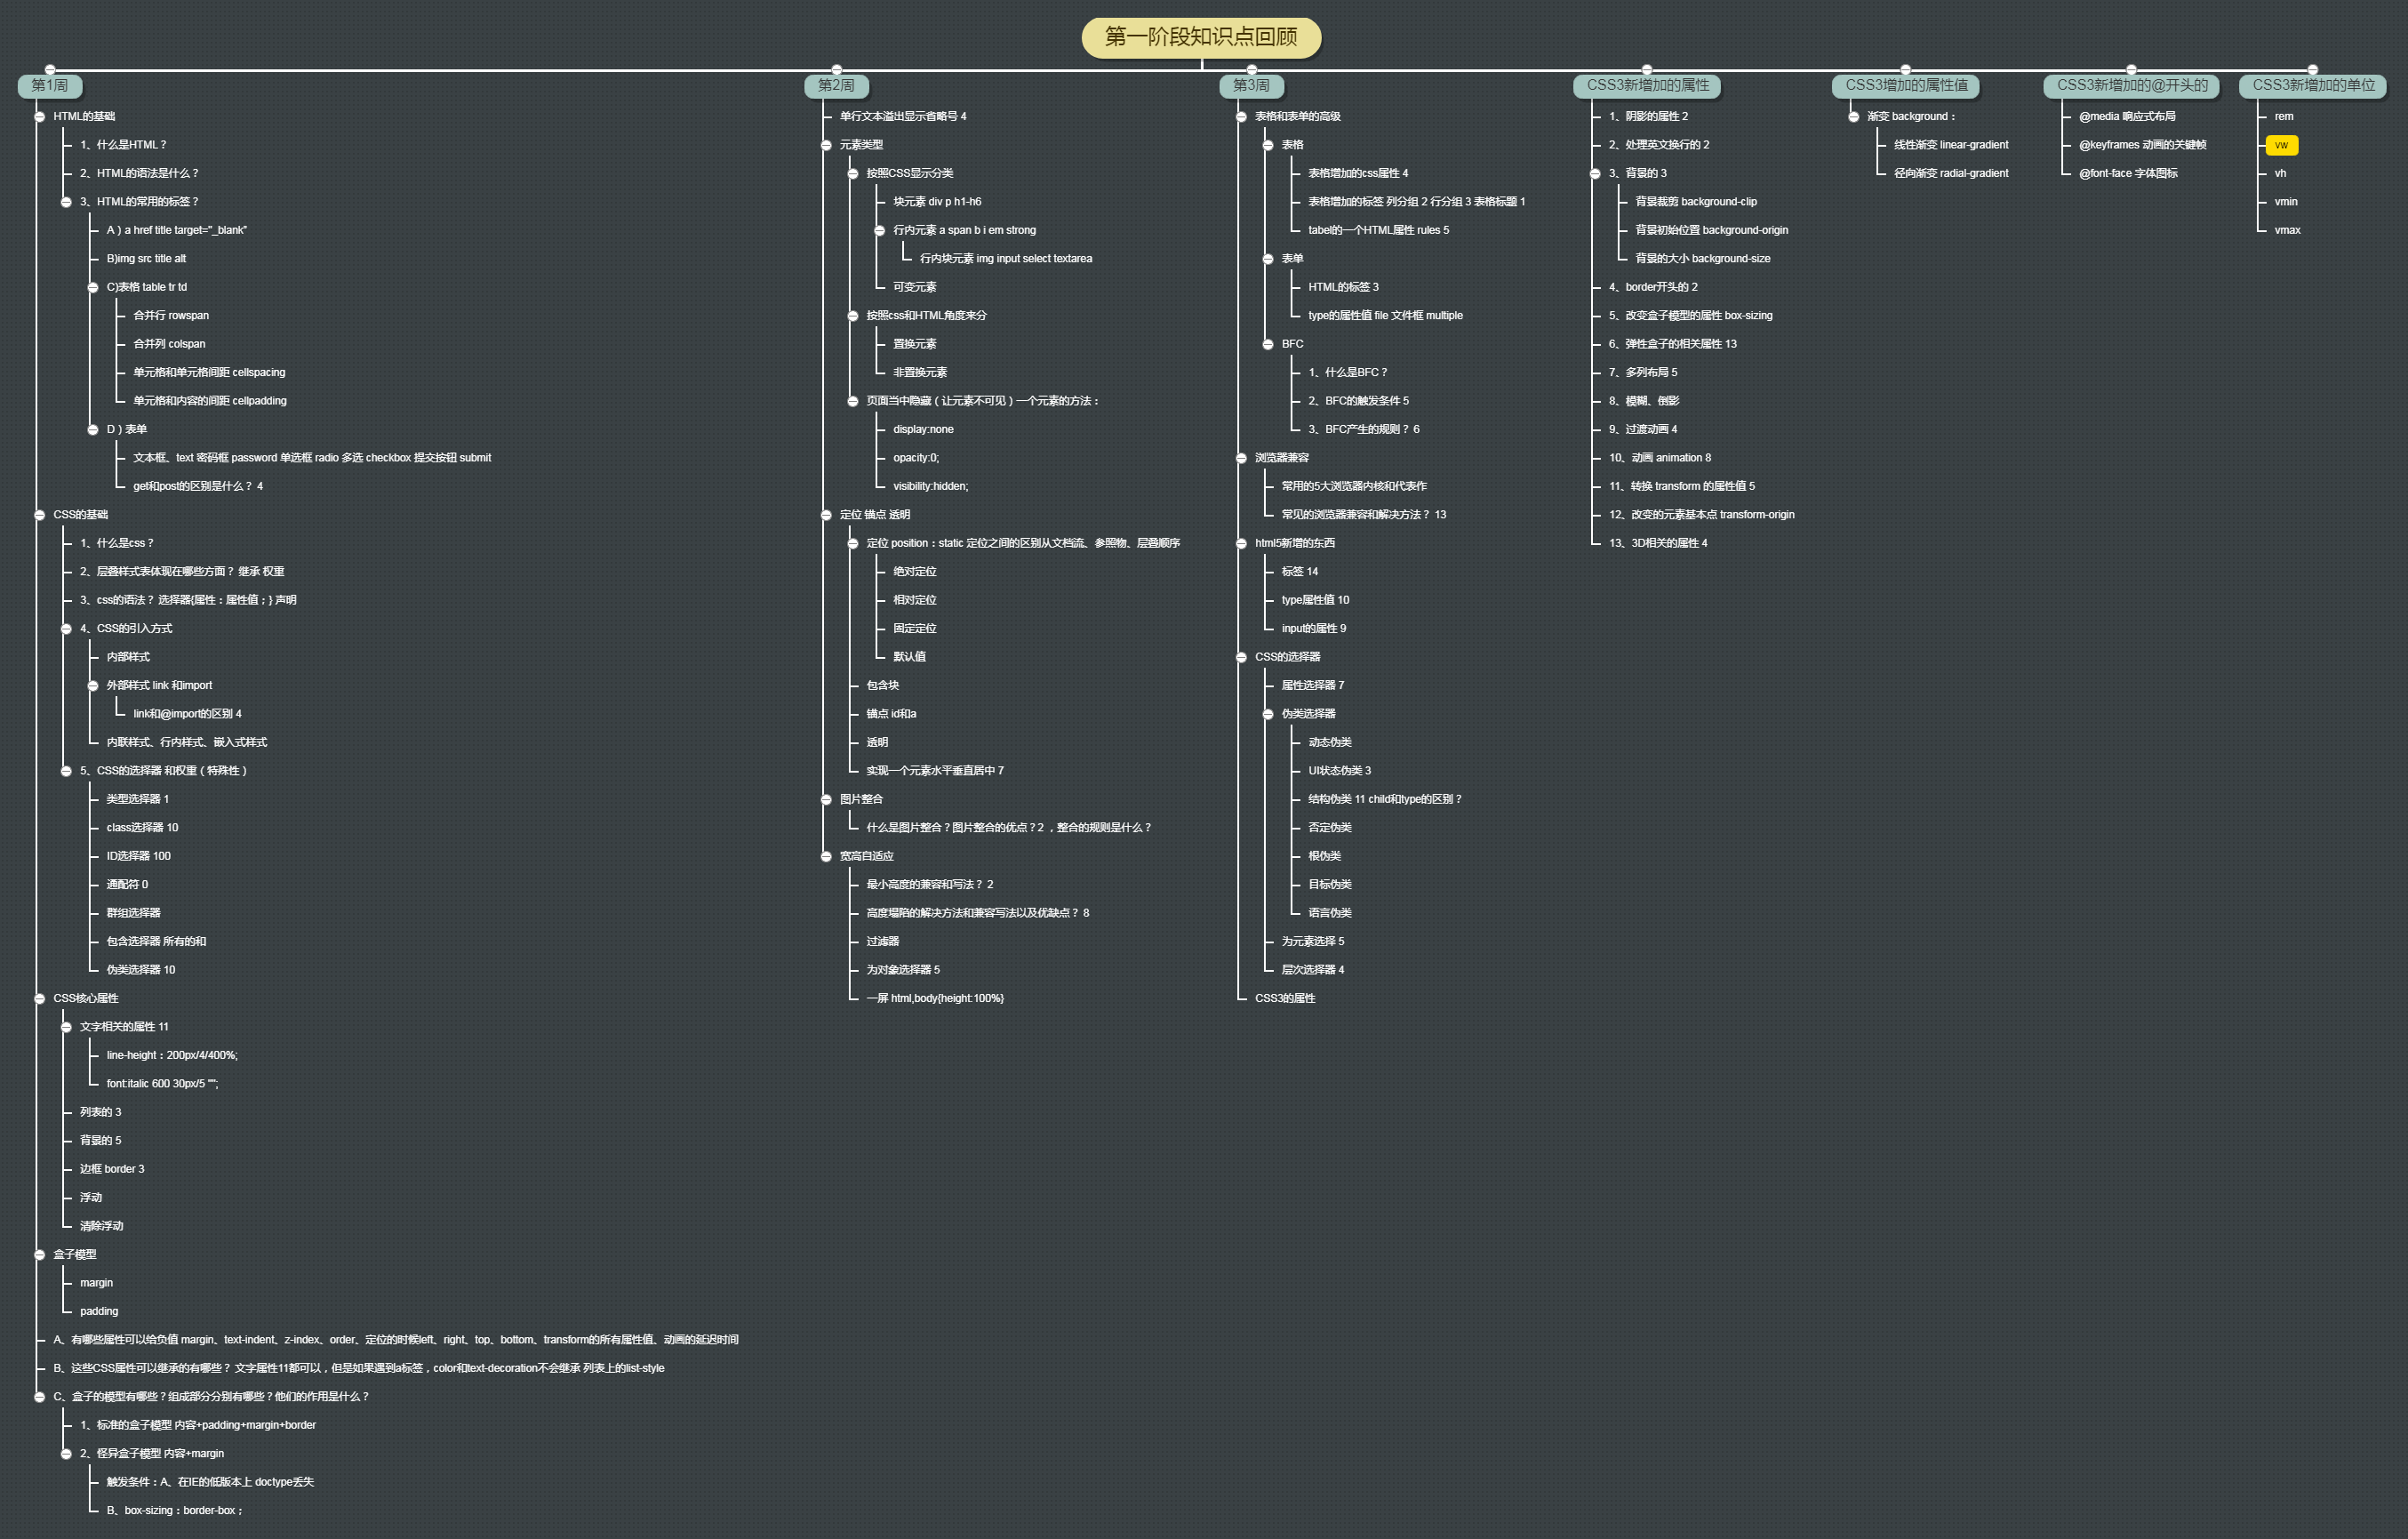 第一阶段知识点回顾
第1周
HTML的基础
1、什么是HTML？
2、HTML的语法是什么？
3、HTML的常用的标签？
A）a href title target="_blank"
B)img src title alt
C)表格 table tr td
合并行 rowspan
合并列 colspan
单元格和单元格间距 cellspacing
单元格和内容的间距 cellpadding
D）表单
文本框、text 密码框 password 单选框 radio 多选 checkbox 提交按钮 submit
get和post的区别是什么？ 4
CSS的基础
1、什么是css？
2、层叠样式表体现在哪些方面？ 继承 权重
3、css的语法？ 选择器{属性：属性值；} 声明
4、CSS的引入方式
内部样式
外部样式 link 和import
link和@import的区别 4
内联样式、行内样式、嵌入式样式
5、CSS的选择器 和权重（特殊性）
类型选择器 1
class选择器 10
ID选择器 100
通配符 0
群组选择器
包含选择器 所有的和
伪类选择器 10
CSS核心属性
文字相关的属性 11
line-height：200px/4/400%;
font:italic 600 30px/5 "";
列表的 3
背景的 5
边框 border 3
浮动
清除浮动
盒子模型
margin
padding
A、有哪些属性可以给负值 margin、text-indent、z-index、order、定位的时候left、right、top、bottom、transform的所有属性值、动画的延迟时间
B、这些CSS属性可以继承的有哪些？ 文字属性11都可以，但是如果遇到a标签，color和text-decoration不会继承 列表上的list-style
C、盒子的模型有哪些？组成部分分别有哪些？他们的作用是什么？
1、标准的盒子模型 内容+padding+margin+border
2、怪异盒子模型 内容+margin
触发条件：A、在IE的低版本上 doctype丢失
B、box-sizing：border-box；
第2周
单行文本溢出显示省略号 4
元素类型
按照CSS显示分类
块元素 div p h1-h6
行内元素 a span b i em strong
行内块元素 img input select textarea
可变元素
按照css和HTML角度来分
置换元素
非置换元素
页面当中隐藏（让元素不可见）一个元素的方法：
display:none
opacity:0;
visibility:hidden;
定位 锚点 透明
定位 position：static 定位之间的区别从文档流、参照物、层叠顺序
绝对定位
相对定位
固定定位
默认值
包含块
锚点 id和a
透明
实现一个元素水平垂直居中 7
图片整合
什么是图片整合？图片整合的优点？2 ，整合的规则是什么？
宽高自适应
最小高度的兼容和写法？ 2
高度塌陷的解决方法和兼容写法以及优缺点？ 8
过滤器
为对象选择器 5
一屏 html,body{height:100%}
第3周
表格和表单的高级
表格
表格增加的css属性 4
表格增加的标签 列分组 2 行分组 3 表格标题 1
tabel的一个HTML属性 rules 5
表单
HTML的标签 3
type的属性值 file 文件框 multiple
BFC
1、什么是BFC？
2、BFC的触发条件 5
3、BFC产生的规则？ 6
浏览器兼容
常用的5大浏览器内核和代表作
常见的浏览器兼容和解决方法？ 13
html5新增的东西
标签 14
type属性值 10
input的属性 9
CSS的选择器
属性选择器 7
伪类选择器
动态伪类
UI状态伪类 3
结构伪类 11 child和type的区别？
否定伪类
根伪类
目标伪类
语言伪类
为元素选择 5
层次选择器 4
CSS3的属性
CSS3新增加的属性
1、阴影的属性 2
2、处理英文换行的 2
3、背景的 3
背景裁剪 background-clip
背景初始位置 background-origin
背景的大小 background-size
4、border开头的 2
5、改变盒子模型的属性 box-sizing
6、弹性盒子的相关属性 13
7、多列布局 5
8、模糊、倒影
9、过渡动画 4
10、动画 animation 8
11、转换 transform 的属性值 5
12、改变的元素基本点 transform-origin
13、3D相关的属性 4
CSS3增加的属性值
渐变 background：
线性渐变 linear-gradient
径向渐变 radial-gradient
CSS3新增加的@开头的
@media 响应式布局
@keyframes 动画的关键帧
@font-face 字体图标
CSS3新增加的单位
rem
vw
vh
vmin
vmax